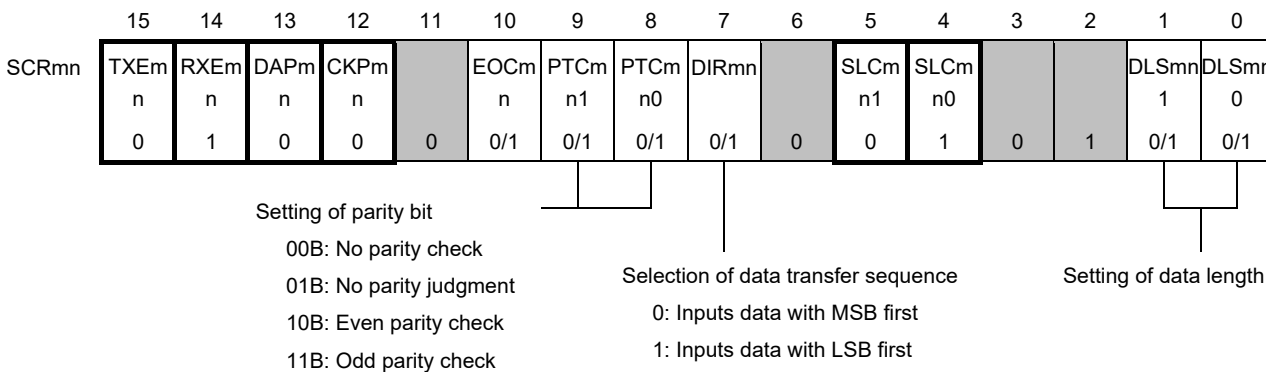 15 14 13 12 11 10 9 8 7 6 5 4 3 2 1 0
SCRmn TXEm RXEm DAPm CKPm EOCm PTCm PTCm DIRmn SLCm SLCm DLSmn DLSmn
n n n n n n1 n0 n1 n0 1 0
0 1 0 0 0 0/1 0/1 0/1 0/1 0 0 1 0 1 0/1 0/1
Setting of parity bit
00B: No parity check
01B: No parity judgment
10B: Even parity check
11B: Odd parity check
Selection of data transfer sequence
0: Inputs data with MSB first
1: Inputs data with LSB first
Setting of data length